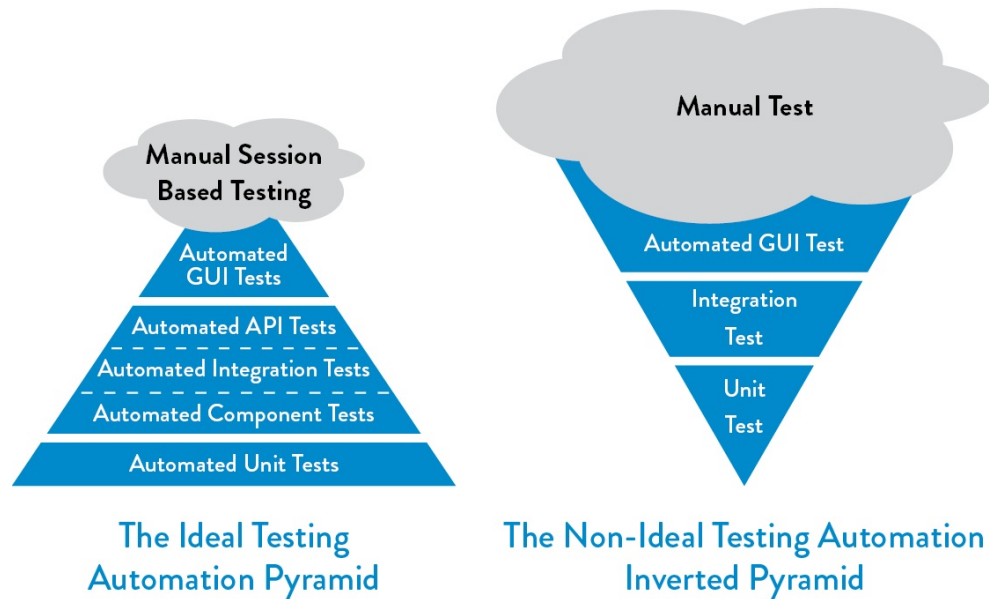 Manual Session
Based Testing
Automated
GUI Tests
Automated API Tests
Automated Integration Tests
Automated Component Tests
Automated Unit Tests
The Ideal Testing
Automation Pyramid
Manual Test
Automated GUI Test
Integration
Test
Unit
Test
The Non-Ideal Testing Automation
Inverted Pyramid